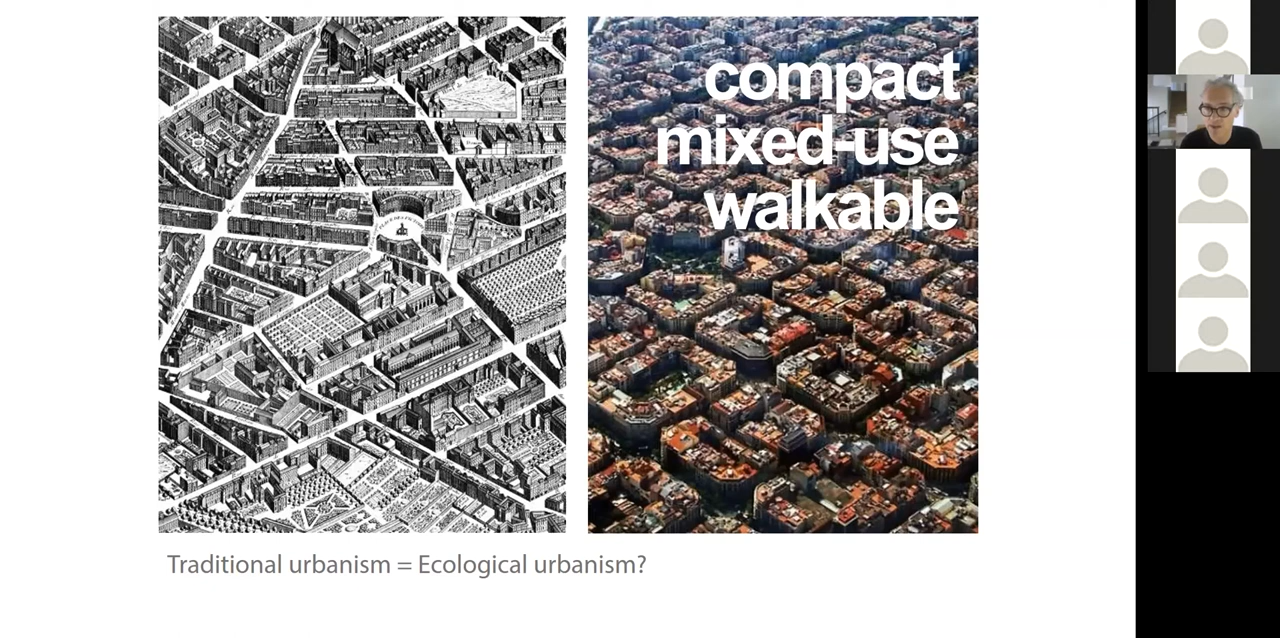 compact
mixed-use
walkable
Traditional urbanism = Ecological urbanism?